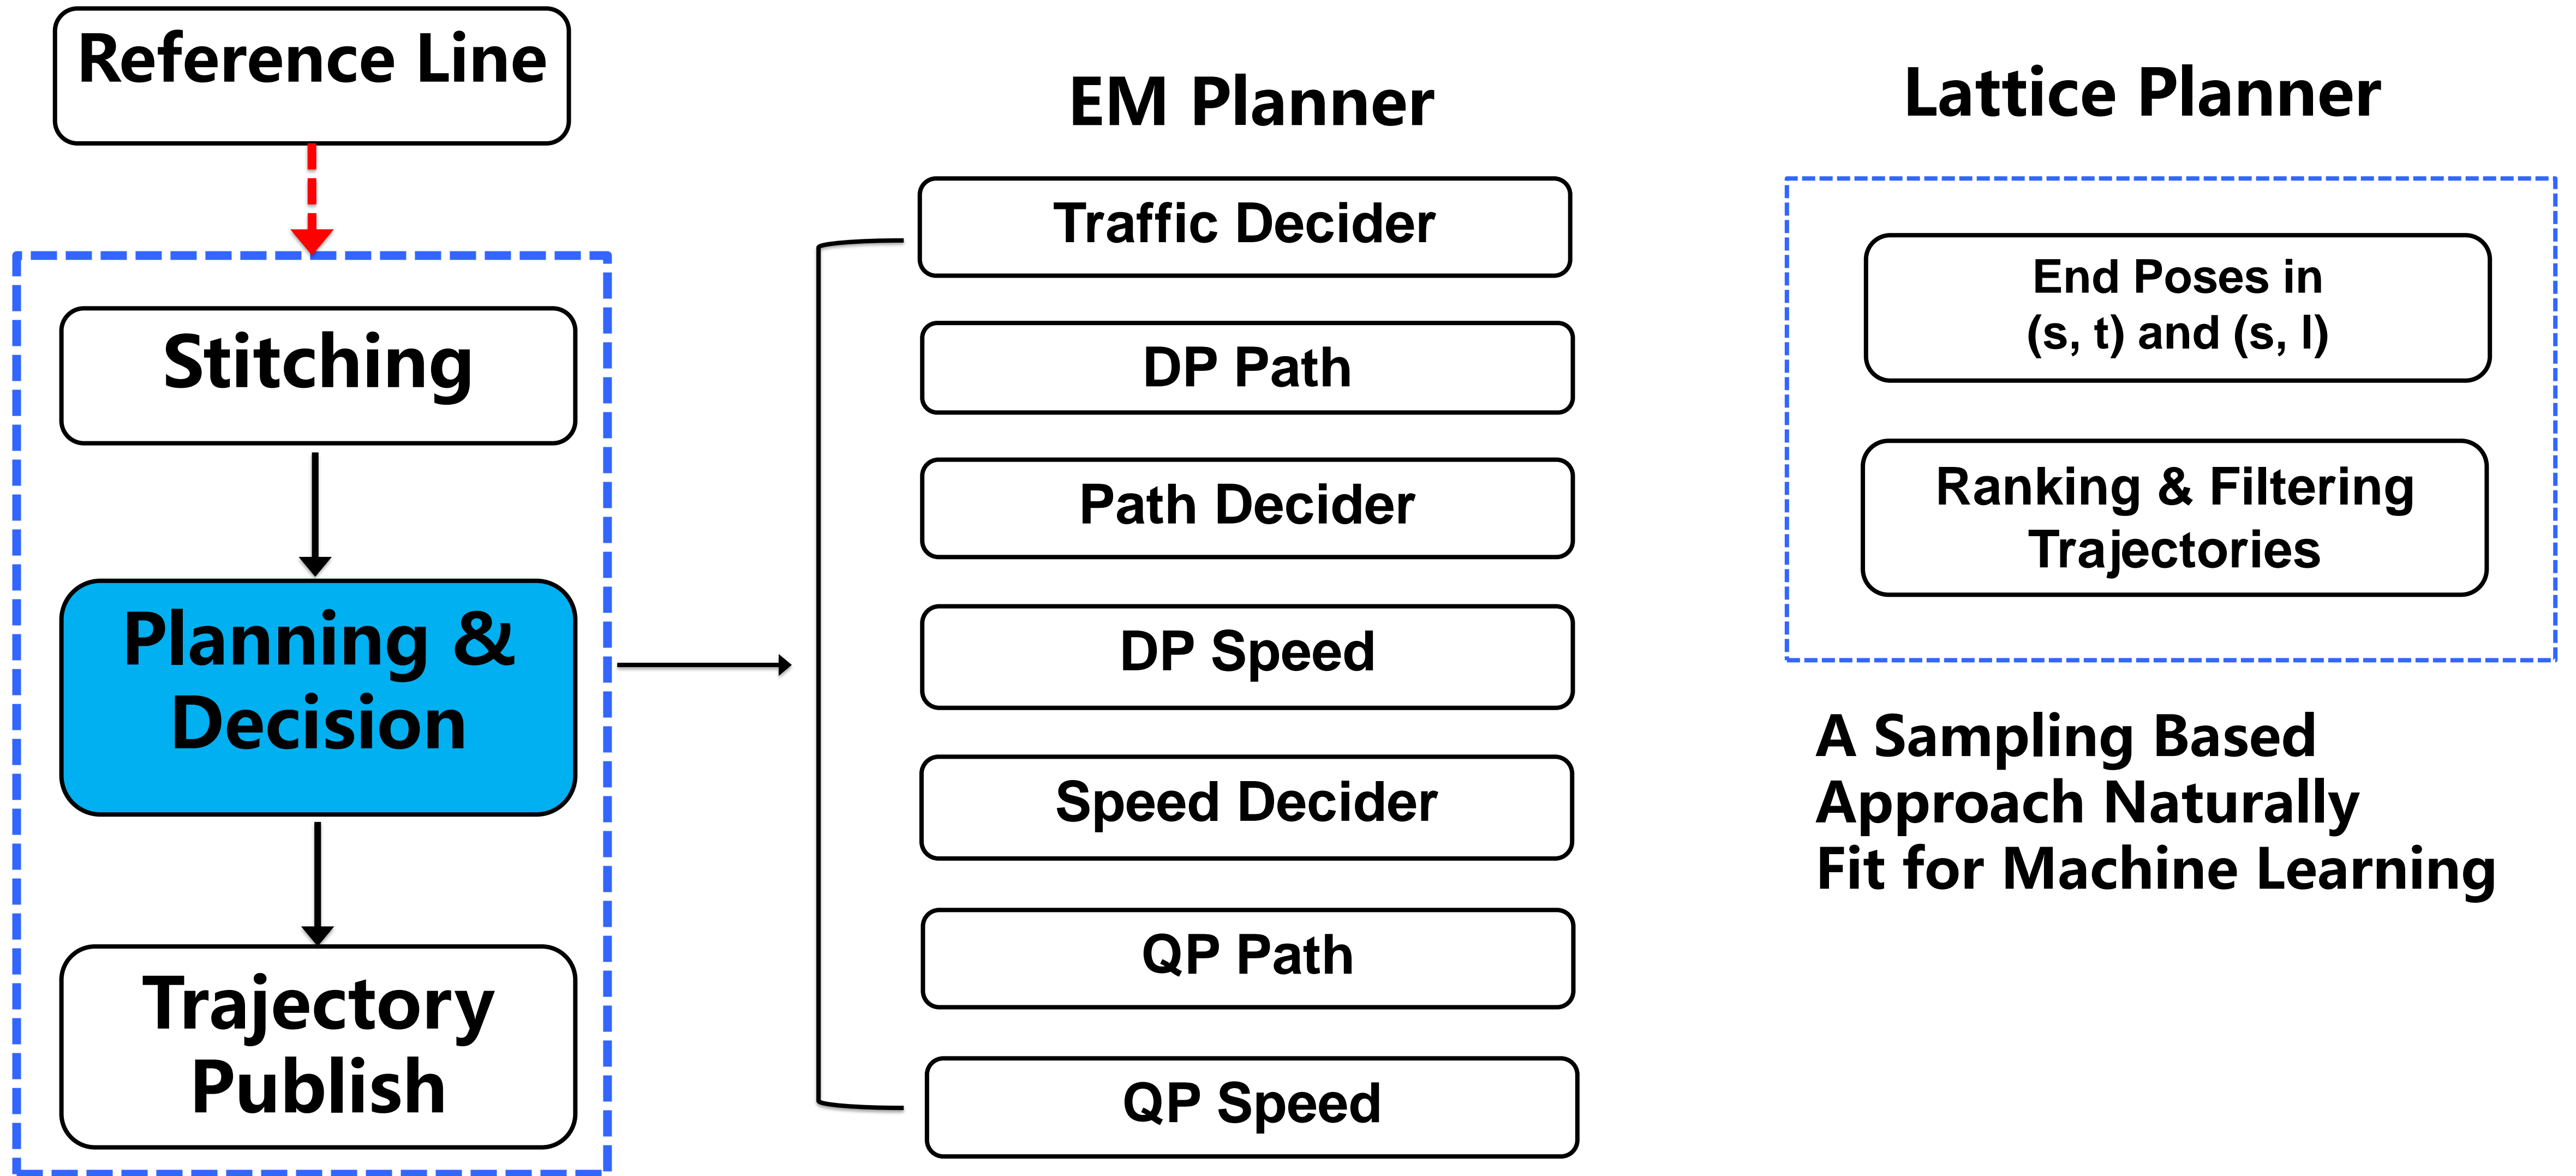 Reference Line
Stitching
Planning &
Decision
Trajectory
Publish
EM Planner
Traffic Decider
DP Path
Path Decider
DP Speed
Speed Decider
QP Path
QP Speed
Lattice Planner
End Poses in
(s, t) and (s, l)
Ranking & Filtering
Trajectories
A Sampling Based
Approach Naturally
Fit for Machine Learning